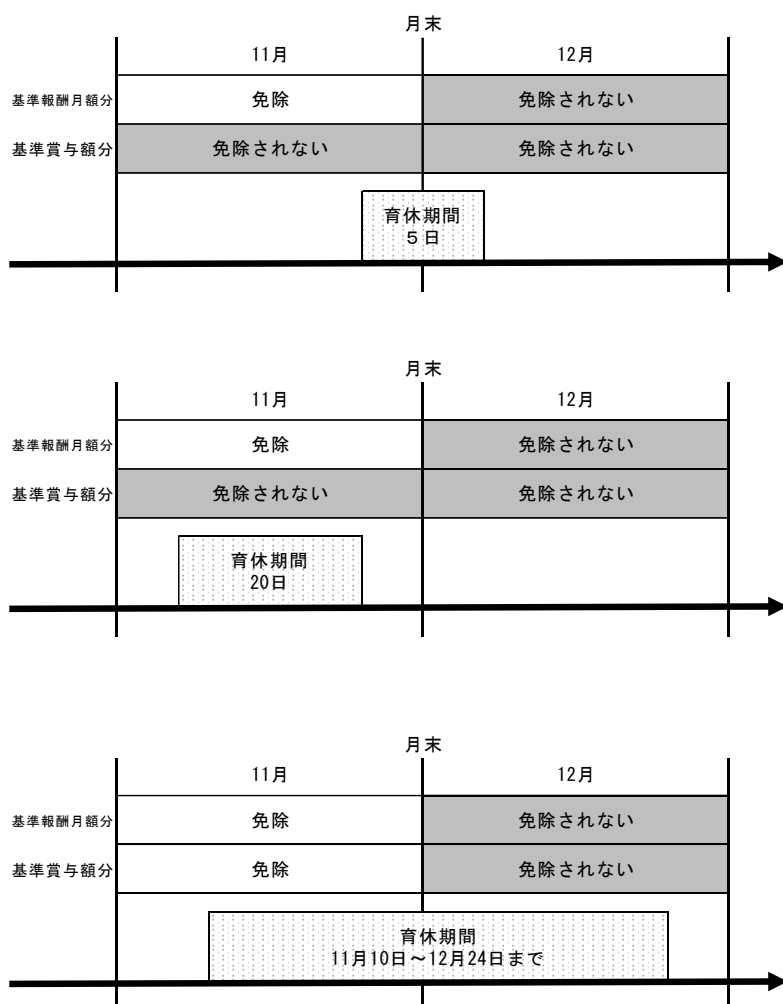 月末
11月 12月
基準報酬月額分 免除 免除されない
基準賞与額分 免除されない 免除されない
育休期間
５日
月末
11月 12月
基準報酬月額分 免除 免除されない
基準賞与額分 免除されない 免除されない
育休期間
20日
月末
11月 12月
基準報酬月額分 免除 免除されない
基準賞与額分 免除 免除されない
育休期間
11月10日～12月24日まで